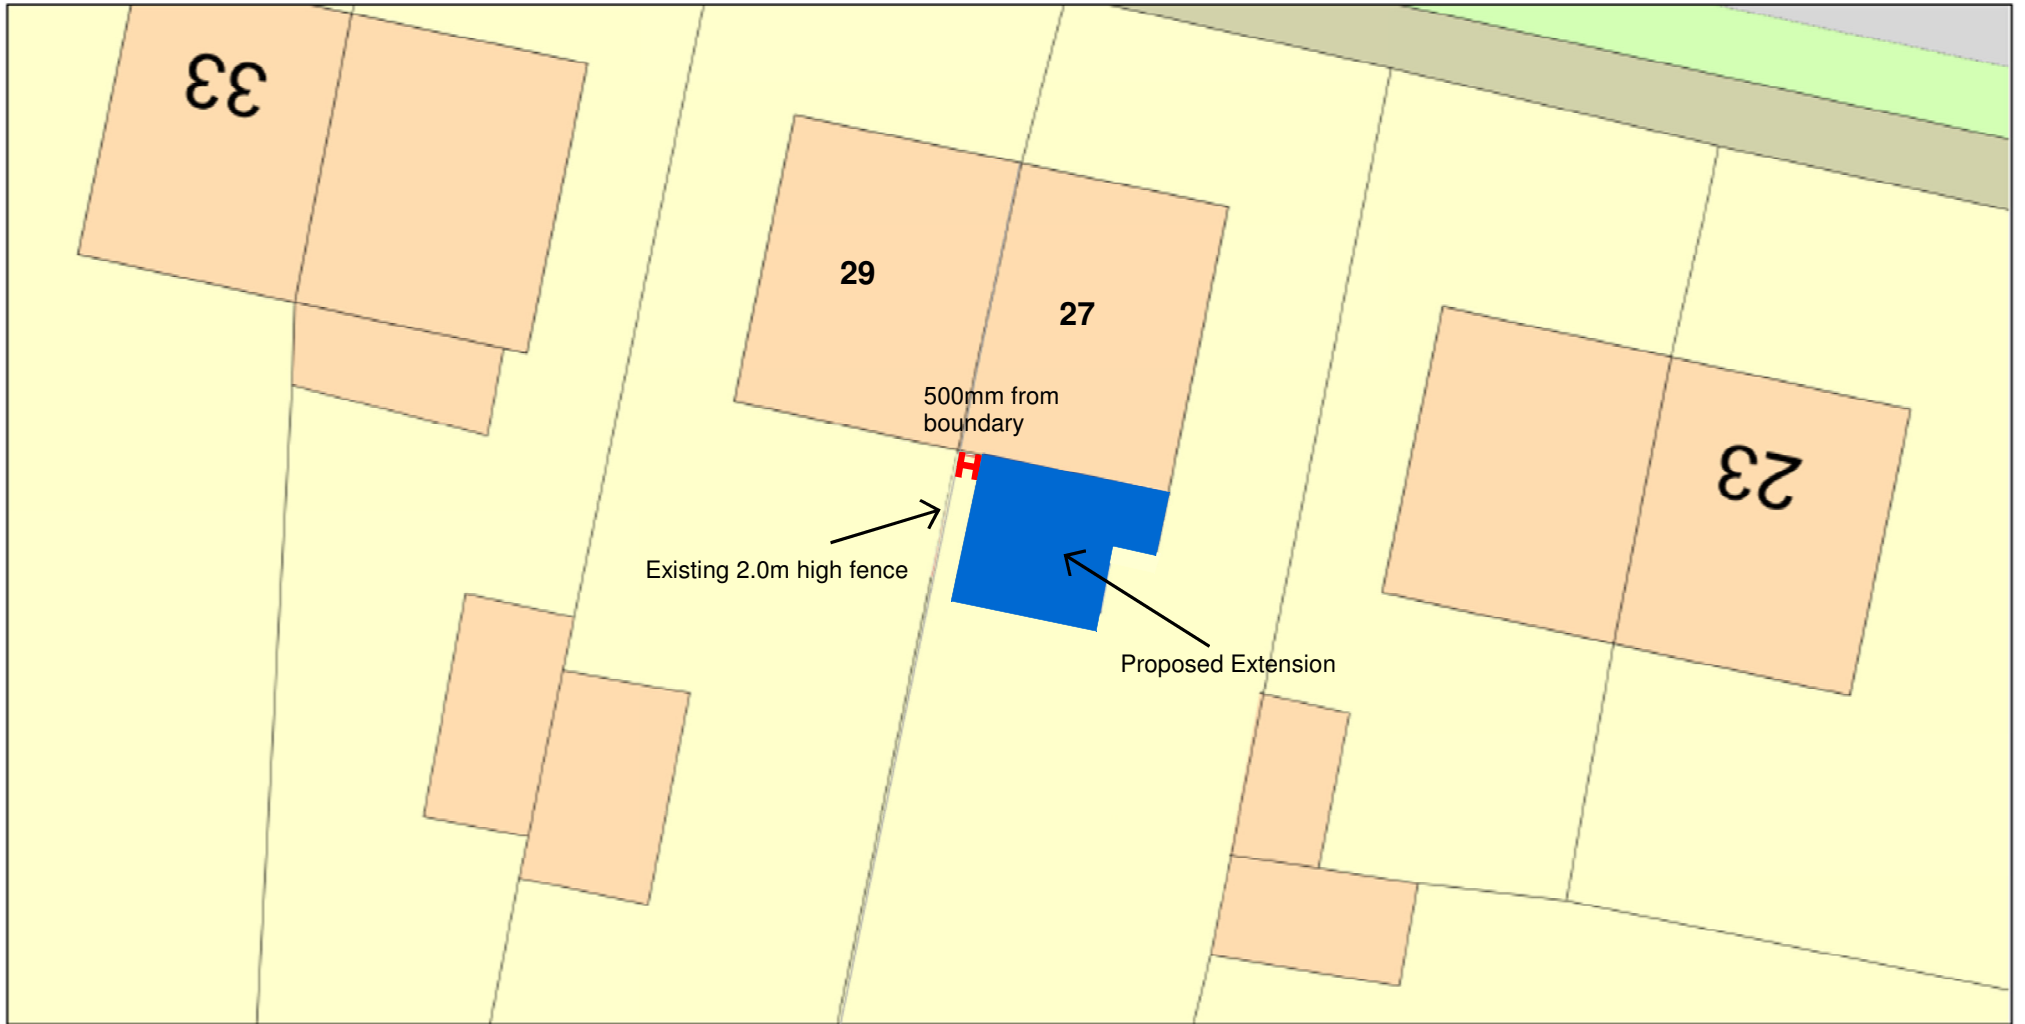 33
29
27
500mm from
boundary
23
Existing 2.0m high fence
Proposed Extension